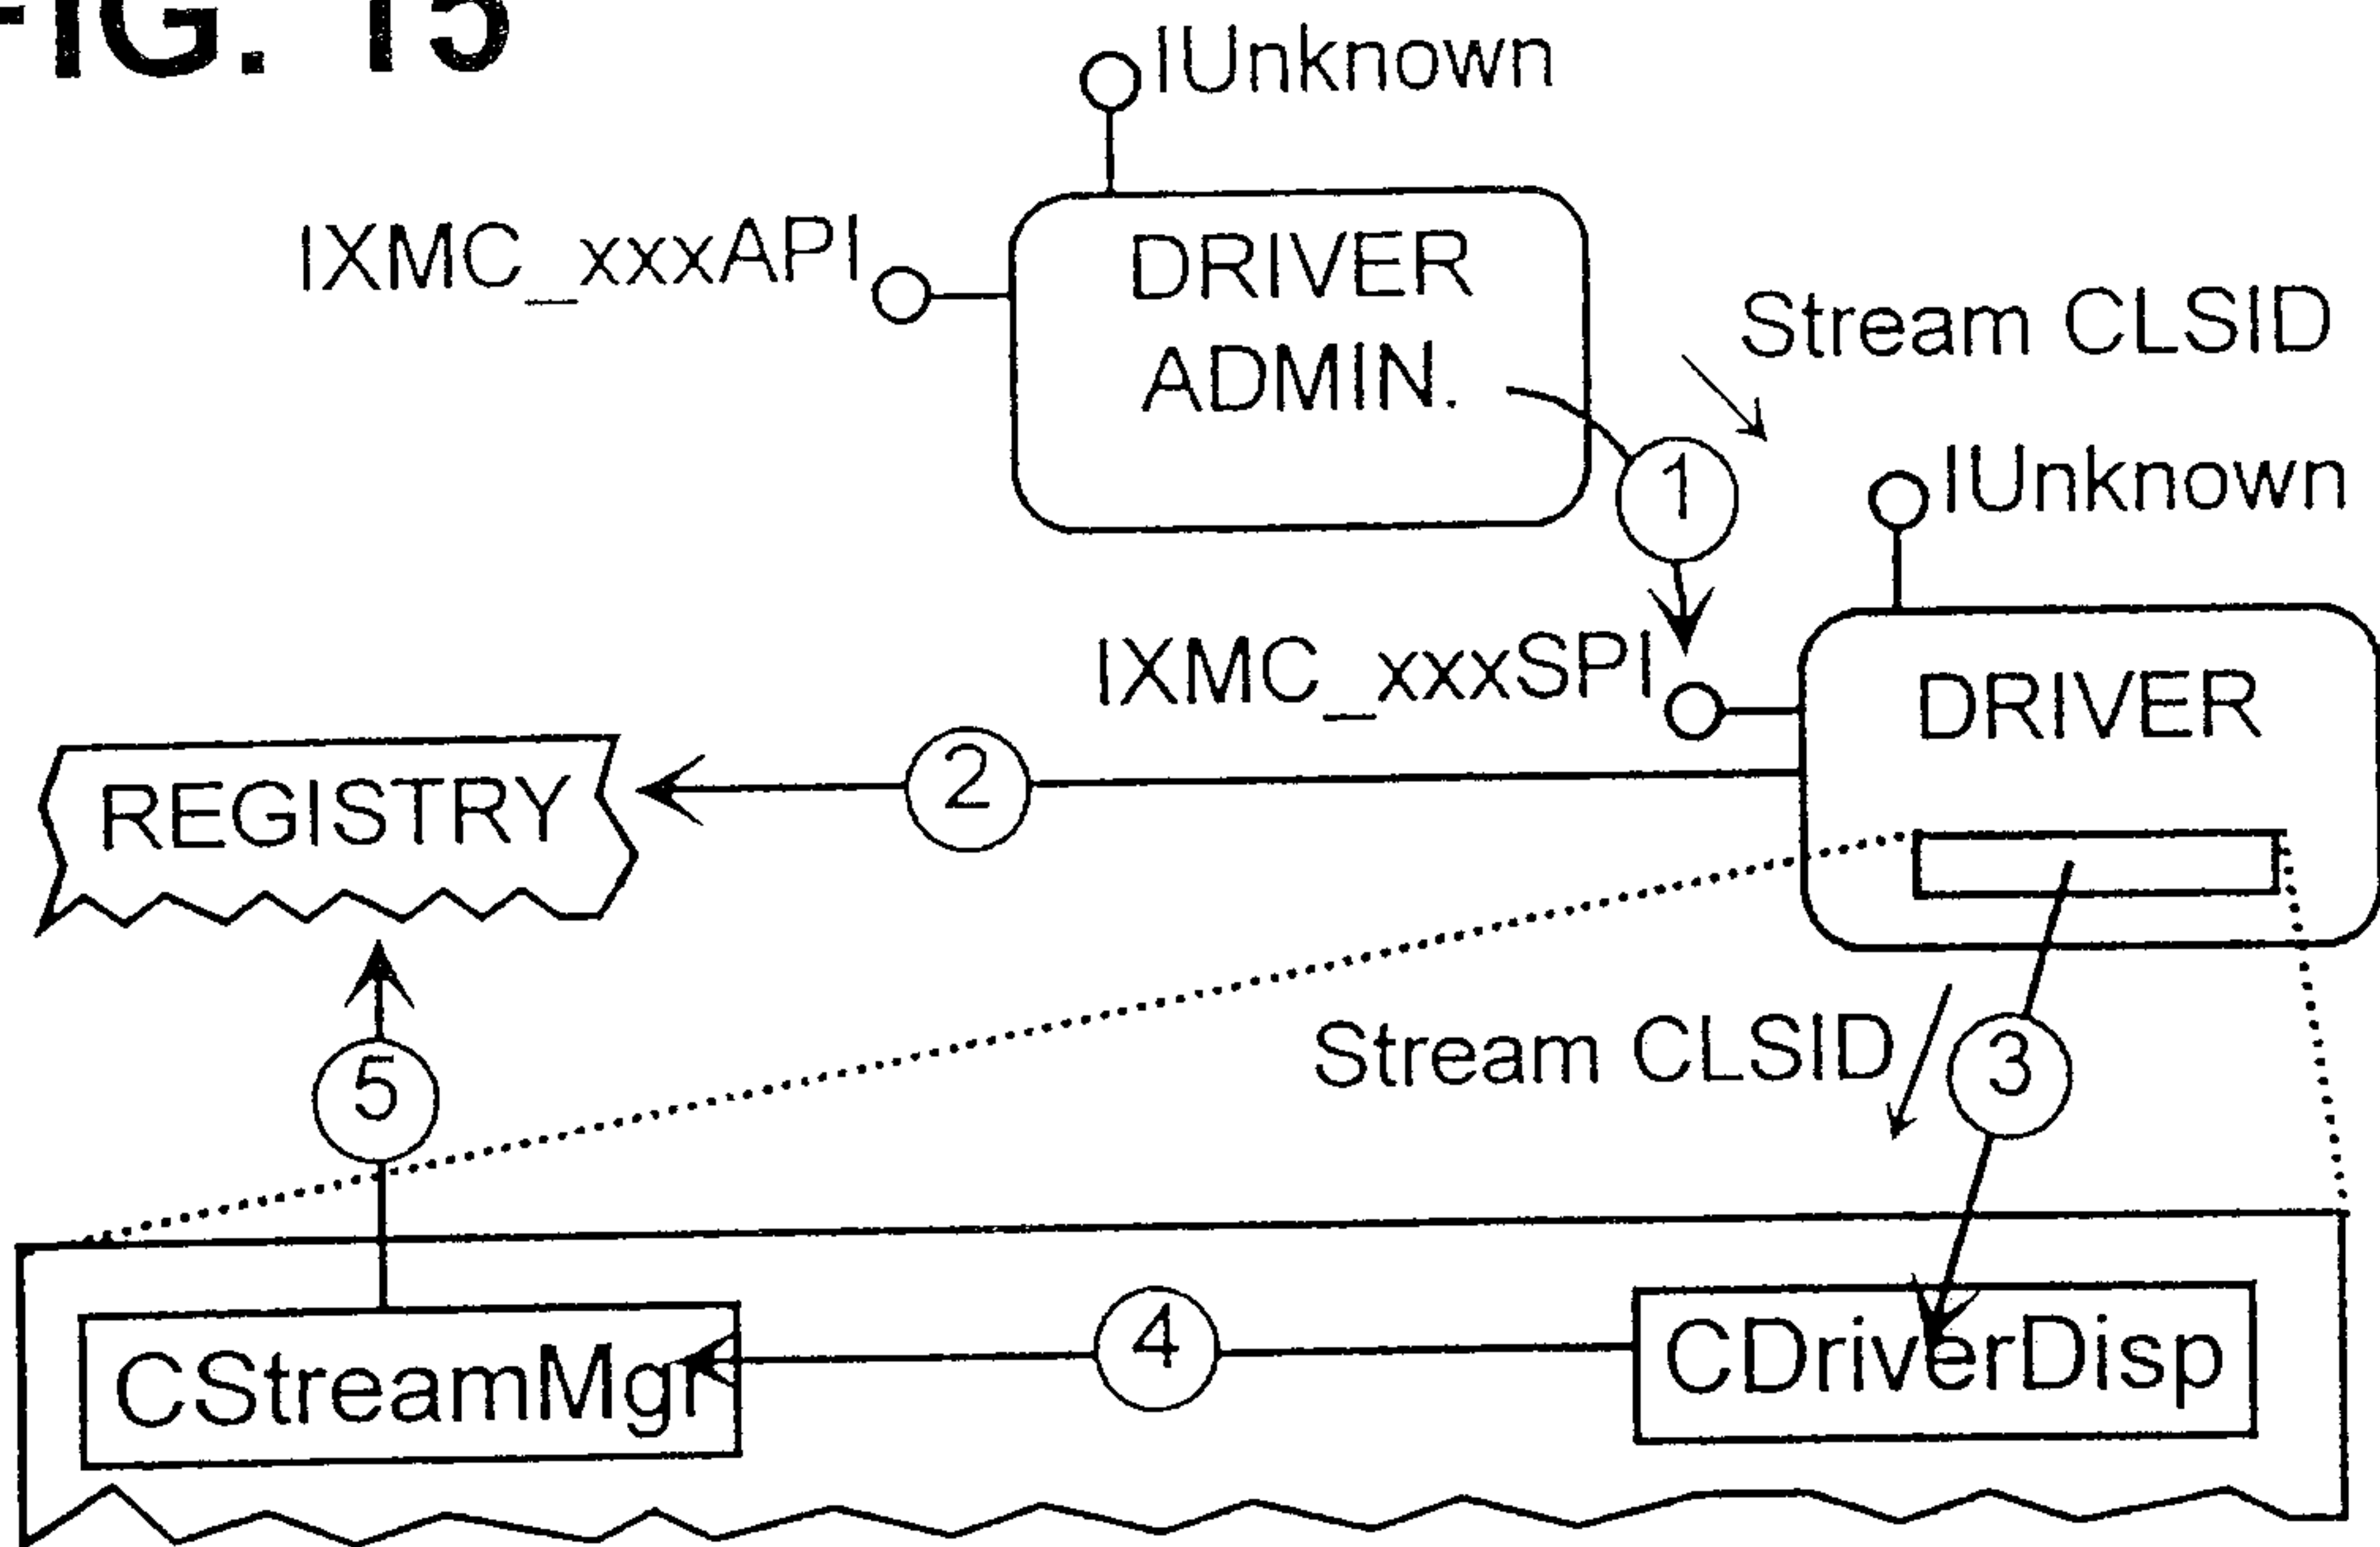 FIG. 15
IUnknown
IXMC_xxxAPI
DRIVER
ADMIN.
Stream CLSID
1
IUnknown
IXMC_xxxSPI
DRIVER
REGISTRY
2
Stream CLSID
3
5
CStreamMgr
4
CDriverDisp